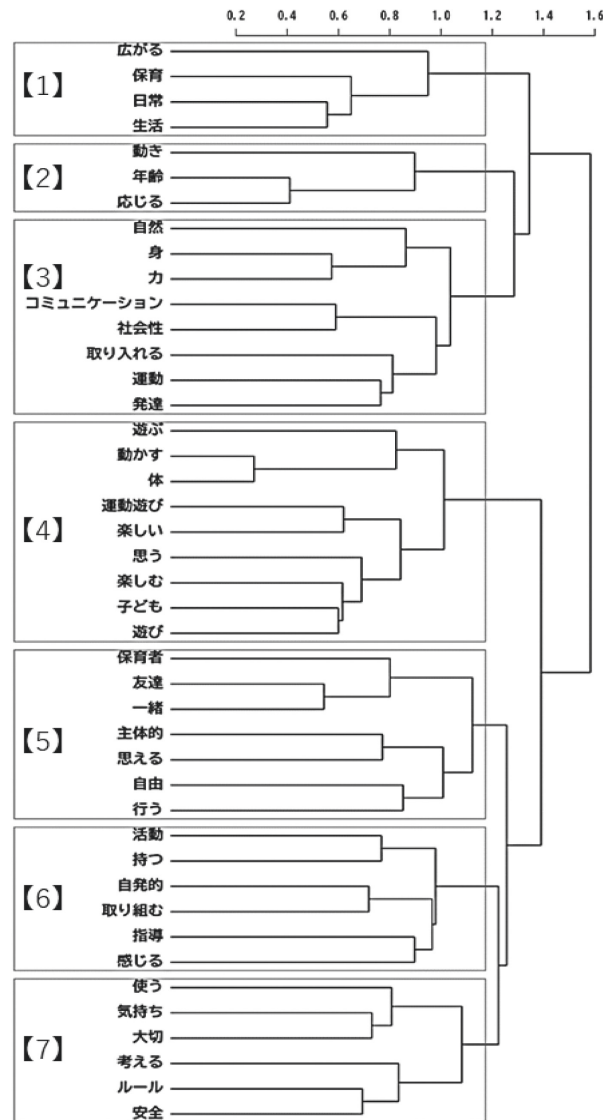 0.2 0.4 0.6 0.8 1.0 1.2 1.4 1.6
【1】
広がる
保育
日常
生活
【2】
動き
年齢
応じる
【3】
自然
身
力
コミュニケーション
社会性
取り入れる
運動
発達
【4】
遊ぶ
動かす
体
運動遊び
楽しい
思う
楽しむ
子ども
遊び
【5】
保育者
友達
一緒
主体的
思える
自由
行う
【6】
活動
持つ
自発的
取り組む
指導
感じる
【7】
使う
気持ち
大切
考える
ルール
安全